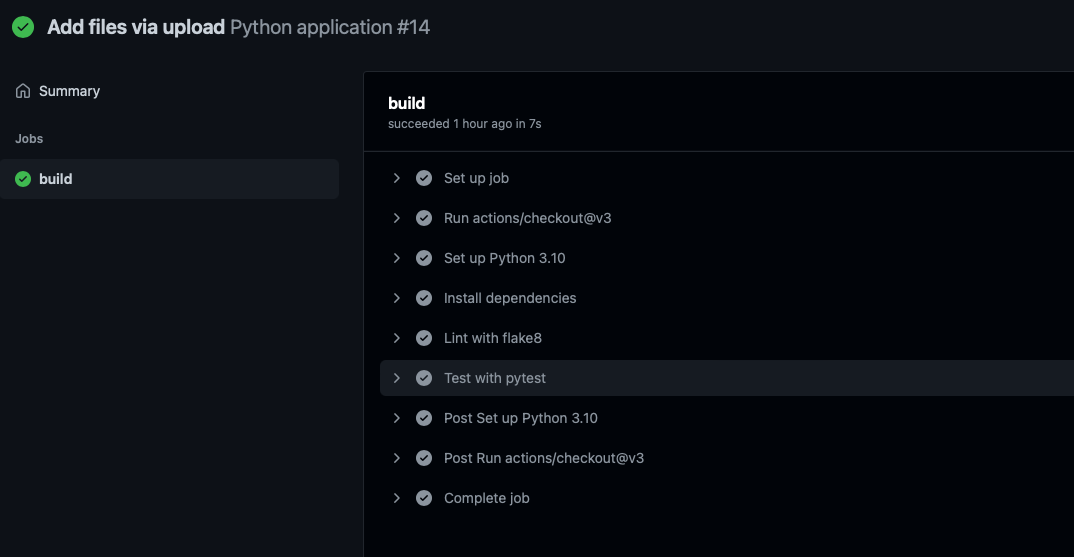 Add files via upload Python application #14
Summary
Jobs
build
build
succeeded 1 hour ago in 7s
Set up job
Run actions/checkout@v3
Set up Python 3.10
Install dependencies
Lint with flake8
Test with pytest
Post Set up Python 3.10
Post Run actions/checkout@v3
Complete job